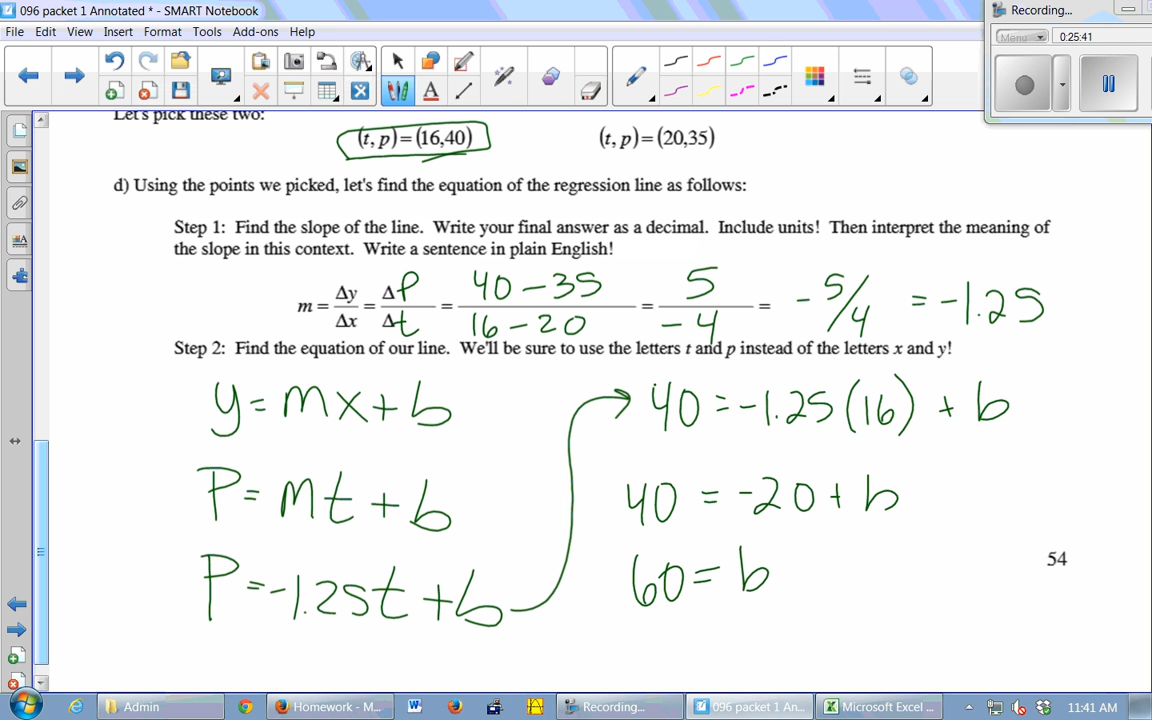 096 packet 1 Annotated * - SMART Notebook
Recording...
File Edit View Insert Format Tools Add-ons Help
Menu
0:25:41
Let's pick these two:
(t, p)=(16,40) (t, p)=(20,35)
d) Using the points we picked, let's find the equation of the regression line as follows:
Step 1: Find the slope of the line. Write your final answer as a decimal. Include units! Then interpret the meaning of
the slope in this context. Write a sentence in plain English!
m = Δy/Δx = ΔP/Δt = 40-35/16-20 = 5/-4 = -5/4 = -1.25
Step 2: Find the equation of our line. We'll be sure to use the letters t and p instead of the letters x and y!
y = mx + b
P = mt + b
P = -1.25t + b
40 = -1.25(16) + b
40 = -20 + b
60 = b
54
Admin
Homework - M...
Recording...
096 packet 1 An...
Microsoft Excel ...
11:41 AM